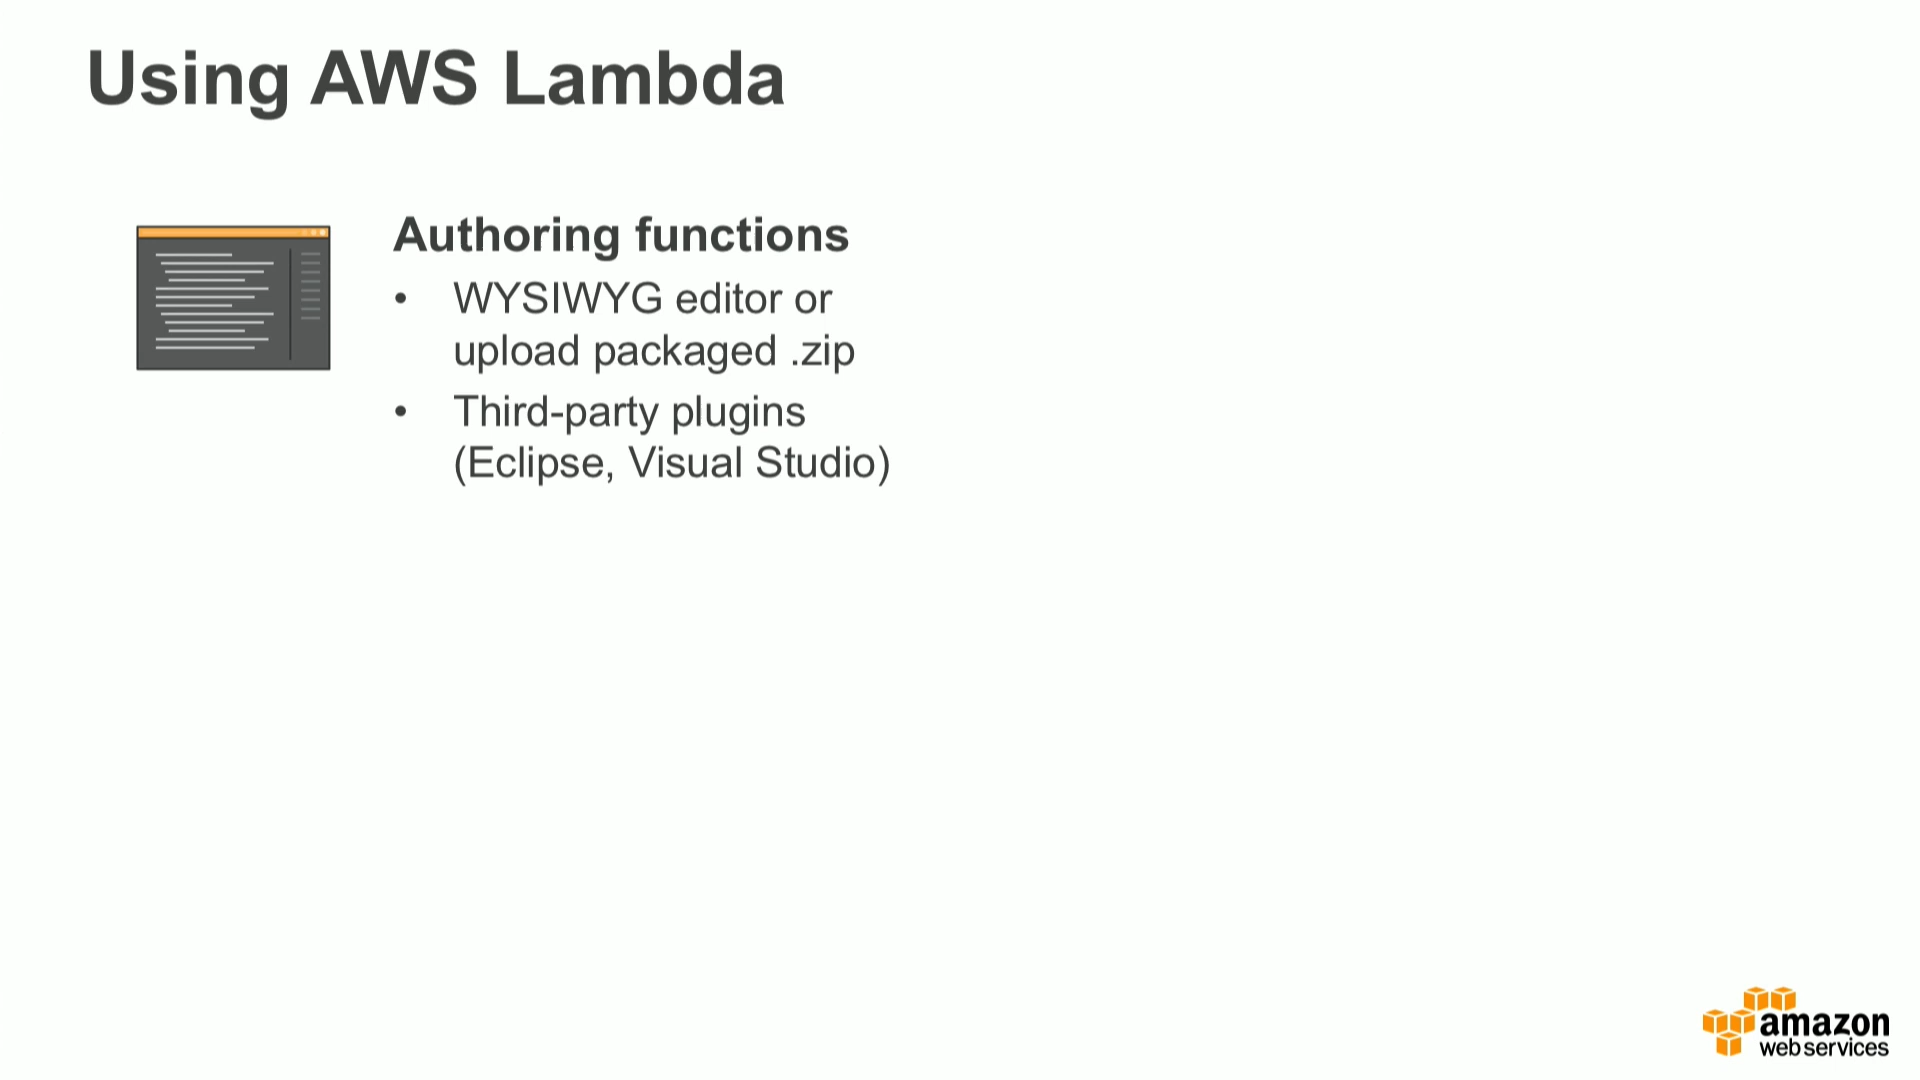 Using AWS Lambda
Authoring functions
• WYSIWYG editor or
upload packaged .zip
• Third-party plugins
(Eclipse, Visual Studio)
amazon
web services